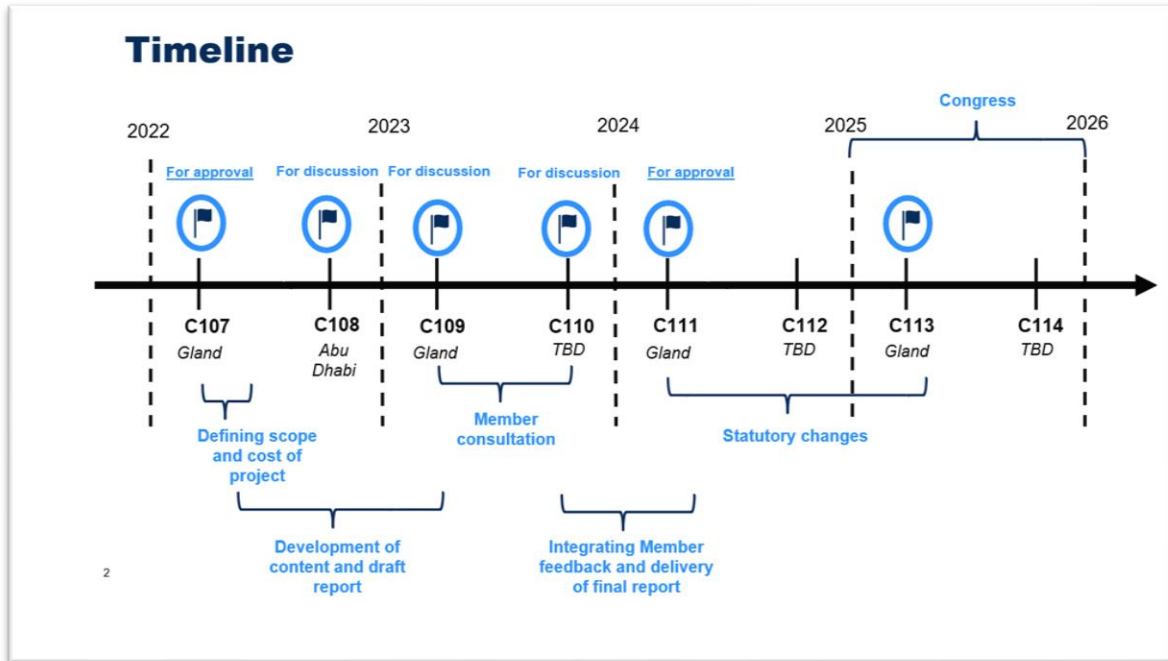 Timeline
Congress
2022
2023
2024
2025
2026
For approval
For discussion
For discussion
For discussion
For approval
C107
Gland
C108
Abu
Dhabi
C109
Gland
C110
TBD
C111
Gland
C112
TBD
C113
Gland
C114
TBD
Defining scope
and cost of
project
Member
consultation
Statutory changes
Development of
content and draft
report
Integrating Member
feedback and delivery
of final report
2